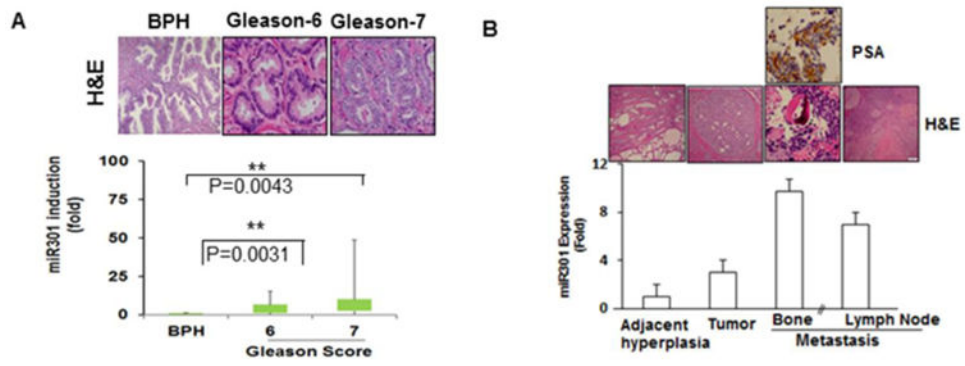 A
BPH Gleason-6 Gleason-7
H&E
miR301 induction
(fold)
100
75
50
25
0
**
P=0.0043
**
P=0.0031
BPH 6 7
Gleason Score
B
PSA
H&E
miR301 Expression
(Fold)
12
8
4
0
Adjacent
hyperplasia
Tumor
Bone
//
Lymph Node
Metastasis